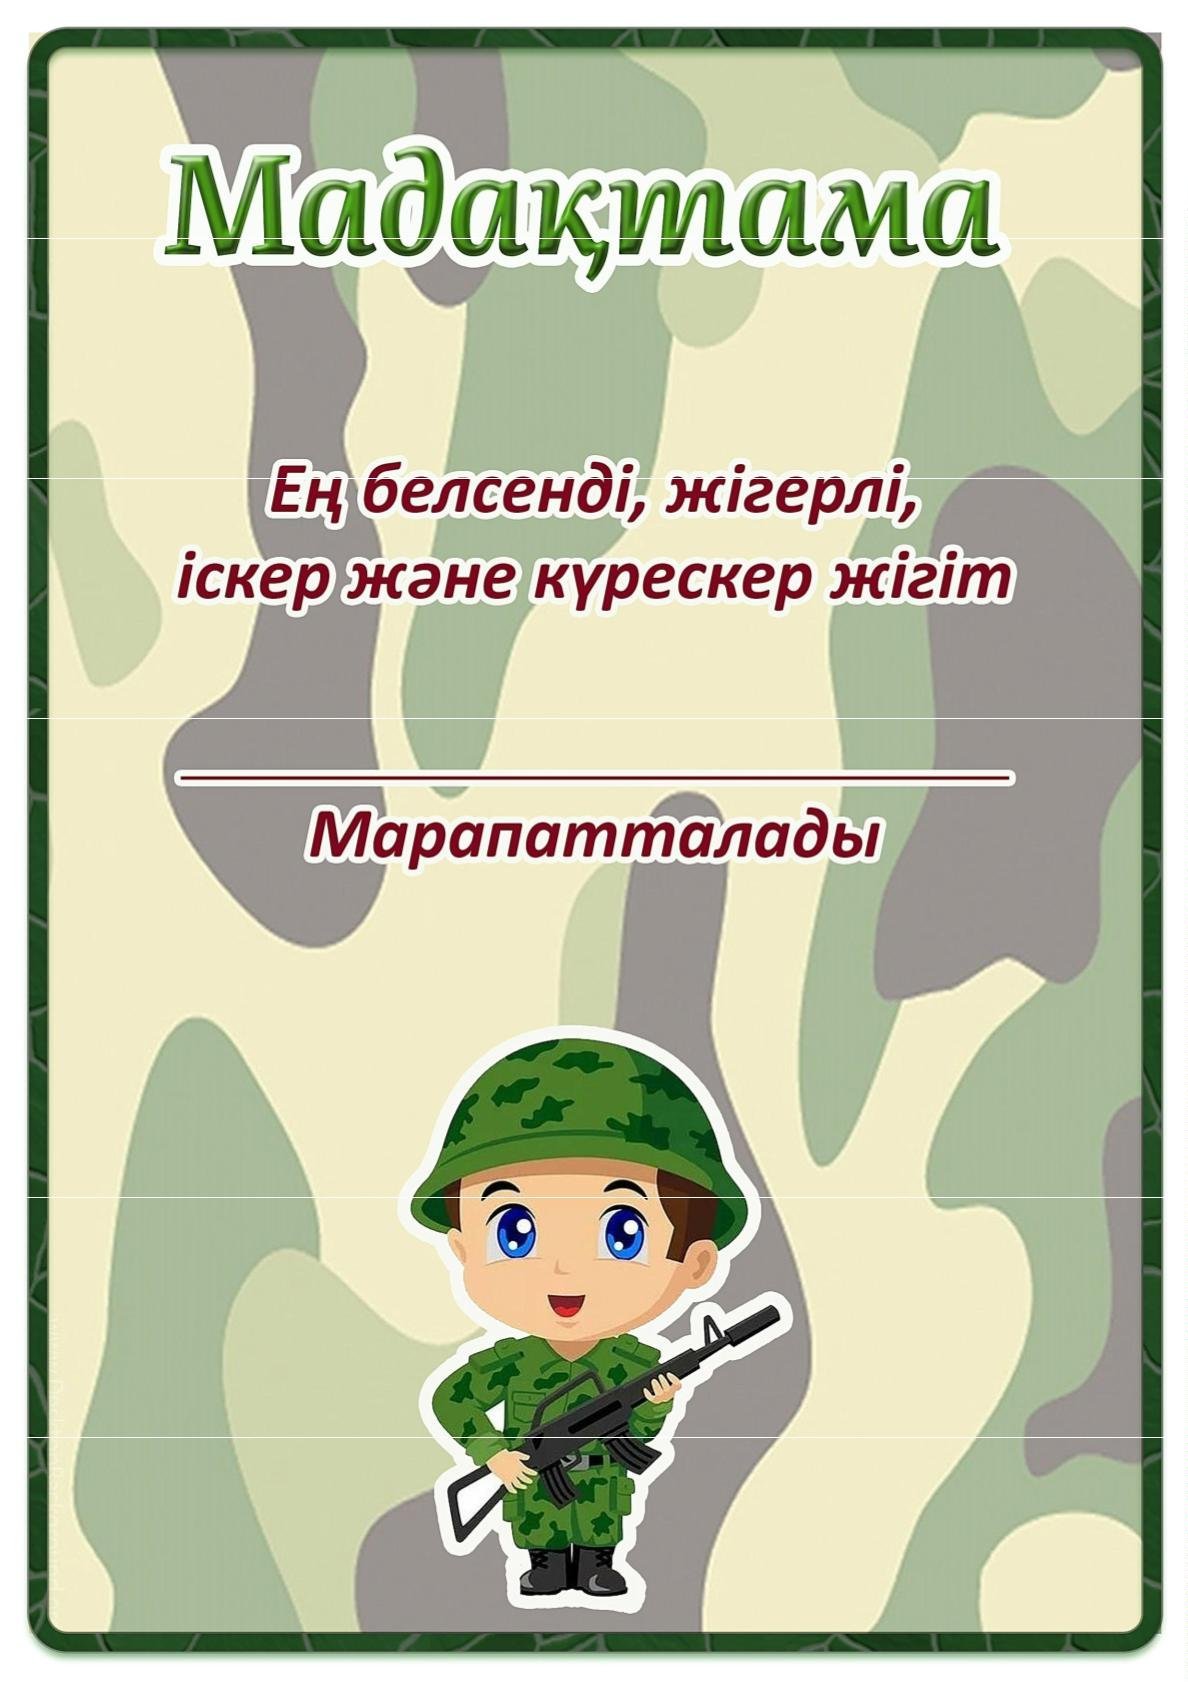 Мадақтама
Ең белсенді, жігерлі,
іскер және күрескер жігіт
Марапатталады